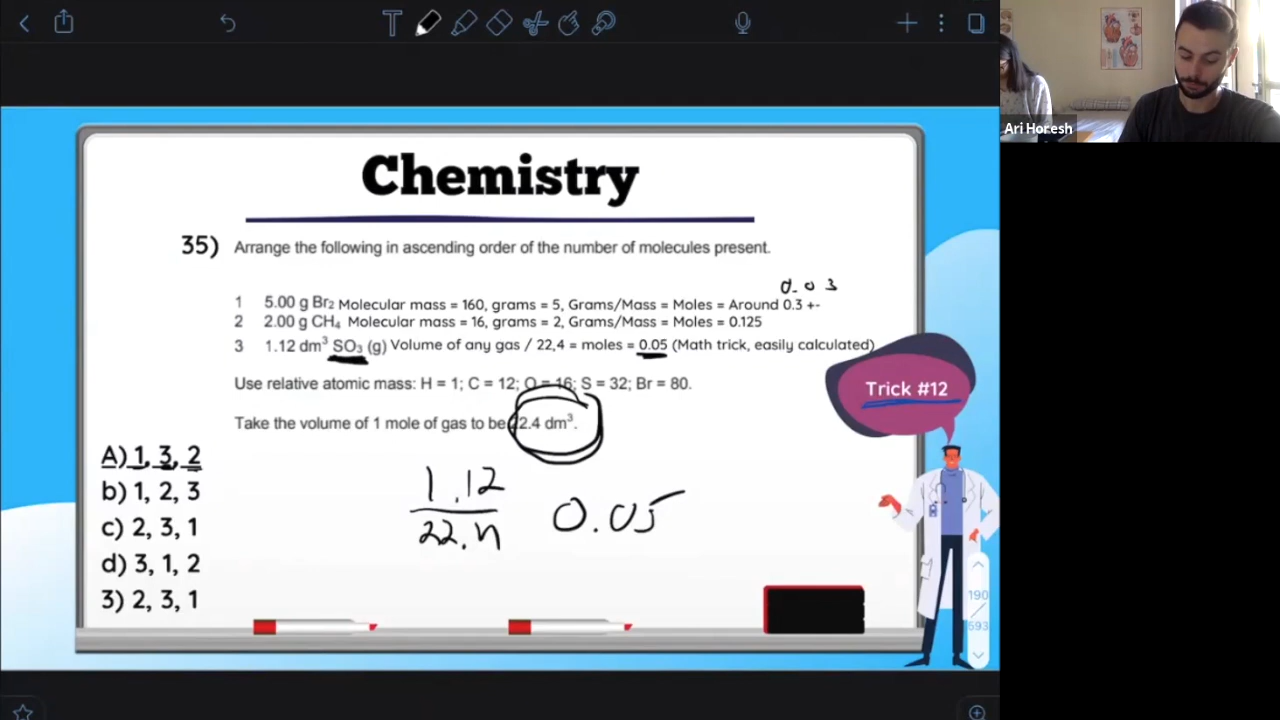 Ari Horesh
Chemistry
35) Arrange the following in ascending order of the number of molecules present.
0.03
1 5.00 g Br₂ Molecular mass = 160, grams = 5, Grams/Mass = Moles = Around 0.3 +-
2 2.00 g CH₄ Molecular mass = 16, grams = 2, Grams/Mass = Moles = 0.125
3 1.12 dm³ SO₃ (g) Volume of any gas / 22,4 = moles = 0.05 (Math trick, easily calculated)
Use relative atomic mass: H = 1; C = 12; O = 16; S = 32; Br = 80.
Trick #12
Take the volume of 1 mole of gas to be 22.4 dm³.
A) 1, 3, 2
b) 1, 2, 3
c) 2, 3, 1
d) 3, 1, 2
3) 2, 3, 1
1.12
22.4
0.05
190
593